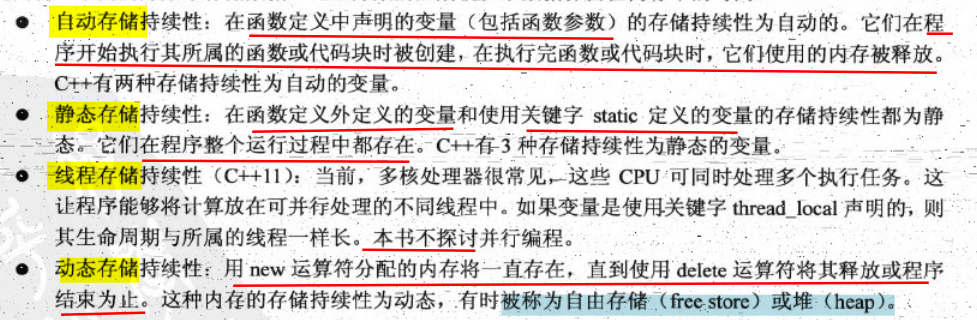 ● 自动存储持续性：在函数定义中声明的变量（包括函数参数）的存储持续性为自动的。它们在程
序开始执行其所属的函数或代码块时被创建，在执行完函数或代码块时，它们使用的内存被释放。
C++有两种存储持续性为自动的变量。
● 静态存储持续性：在函数定义外定义的变量和使用关键字 static 定义的变量的存储持续性都为静
态。它们在程序整个运行过程中都存在。C++有 3 种存储持续性为静态的变量。
● 线程存储持续性（C++11）：当前，多核处理器很常见，这些 CPU 可同时处理多个执行任务。这
让程序能够将计算放在可并行处理的不同线程中。如果变量是使用关键字 thread_local 声明的，则
其生命周期与所属的线程一样长。本书不探讨并行编程。
● 动态存储持续性：用 new 运算符分配的内存将一直存在，直到使用 delete 运算符将其释放或程序
结束为止。这种内存的存储持续性为动态，有时被称为自由存储（free store）或堆（heap）。